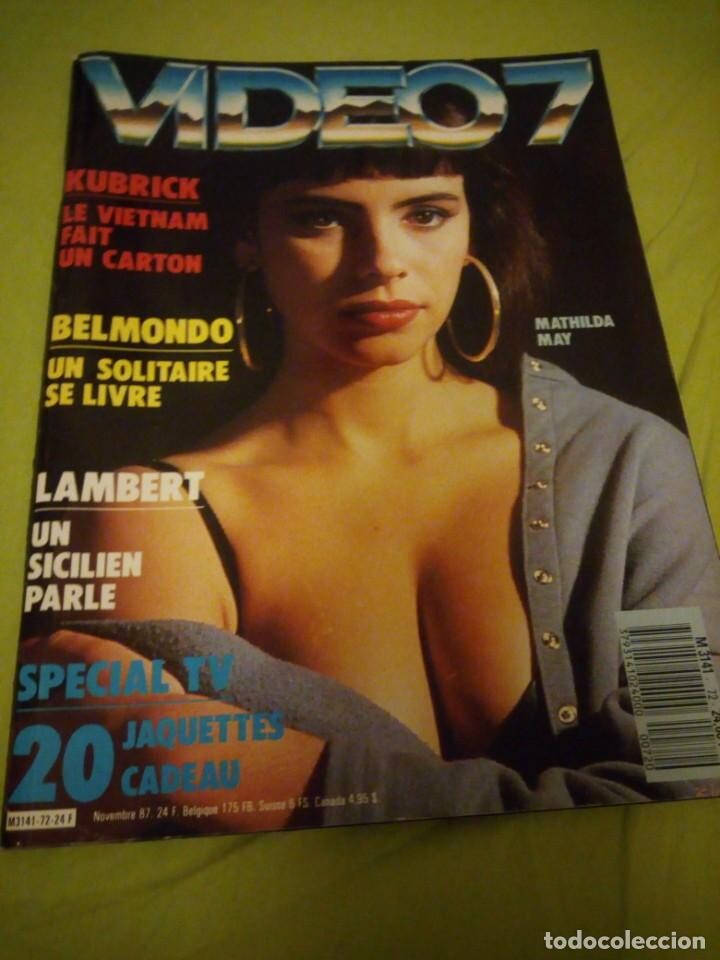 VIDEO7
KUBRICK
LE VIETNAM
FAIT
UN CARTON
BELMONDO
UN SOLITAIRE
SE LIVRE
MATHILDA
MAY
LAMBERT
UN
SICILIEN
PARLE
SPECIAL TV
20 JAQUETTES
CADEAU
M3141-72-24 F
Novembre 87. 24 F. Belgique 175 FB. Suisse 8 FS. Canada 4,95 $.
todocoleccion